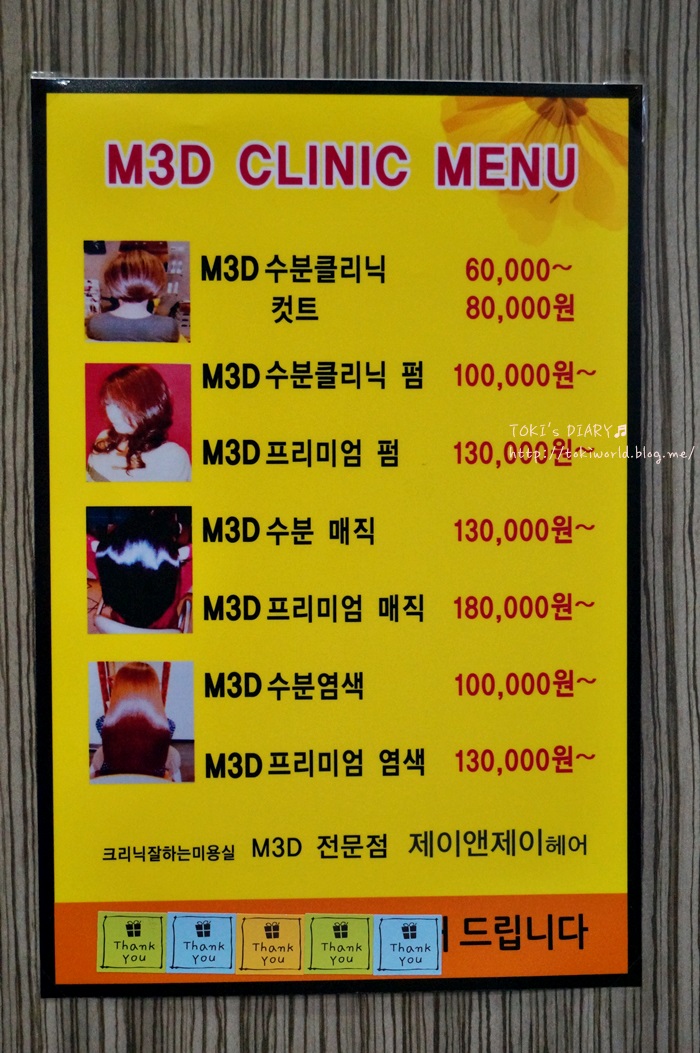 M3D CLINIC MENU
M3D 수분클리닉 60,000~
컷트 80,000원
M3D 수분클리닉 펌 100,000원~
TOKI's DIARY♬
M3D 프리미엄 펌 130,000원~
http://tokiworld.blog.me/
M3D 수분 매직 130,000원~
M3D 프리미엄 매직 180,000원~
M3D 수분염색 100,000원~
M3D 프리미엄 염색 130,000원~
크리닉잘하는미용실 M3D 전문점 제이앤제이헤어
드립니다
Thank you Thank you Thank you Thank you Thank you